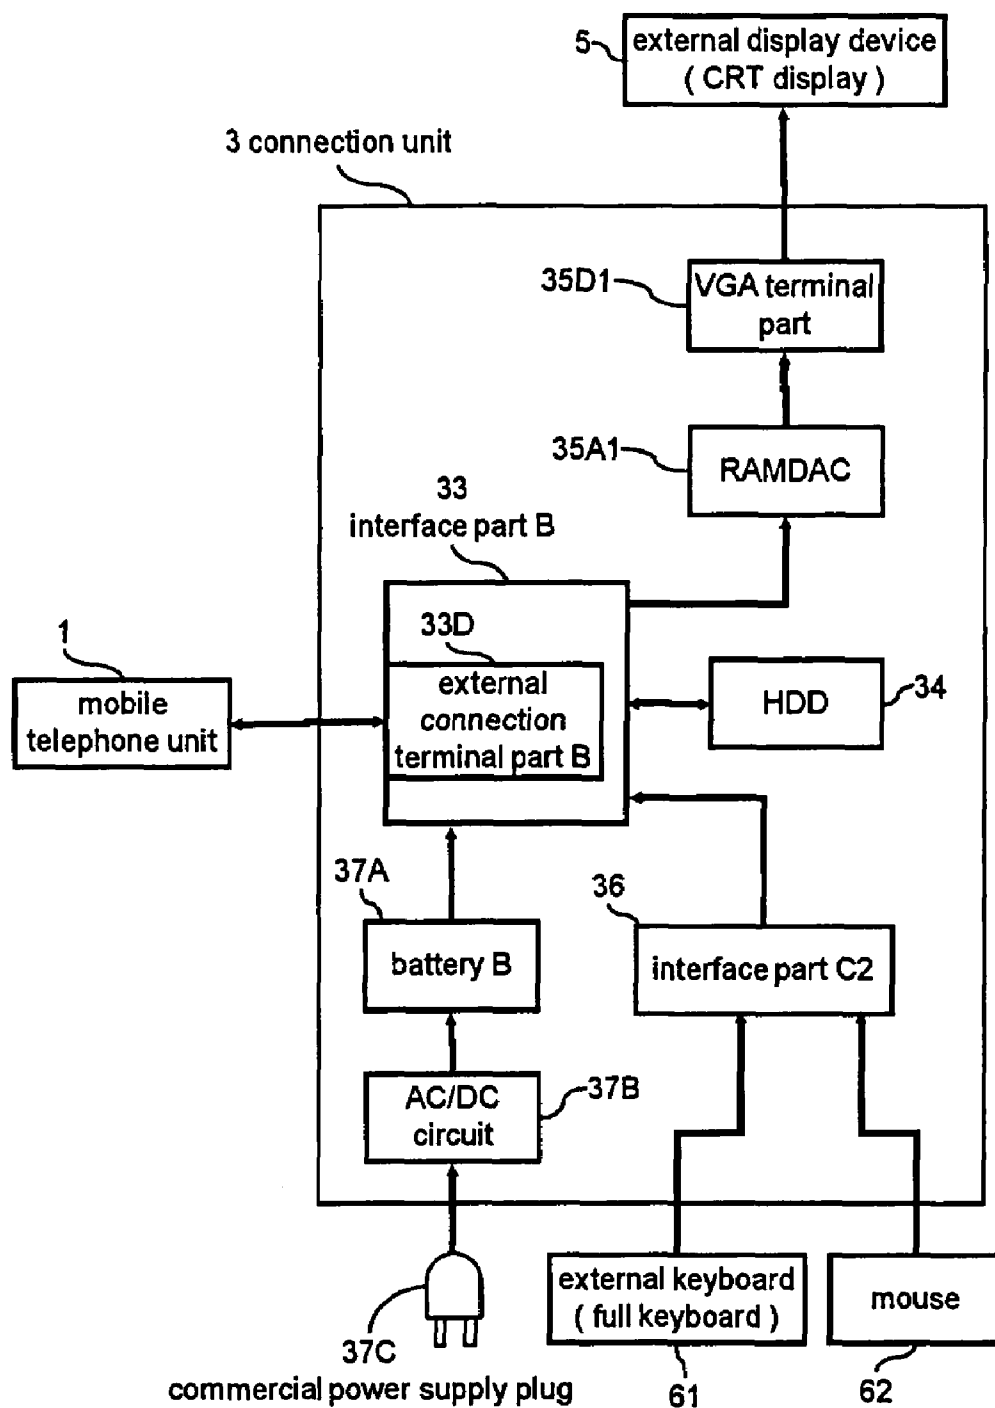 5
external display device
( CRT display )
3 connection unit
35D1
VGA terminal
part
35A1
RAMDAC
33
interface part B
33D
external
connection
terminal part B
1
mobile
telephone unit
HDD
34
37A
battery B
36
interface part C2
AC/DC
circuit
37B
37C
commercial power supply plug
external keyboard
( full keyboard )
61
mouse
62